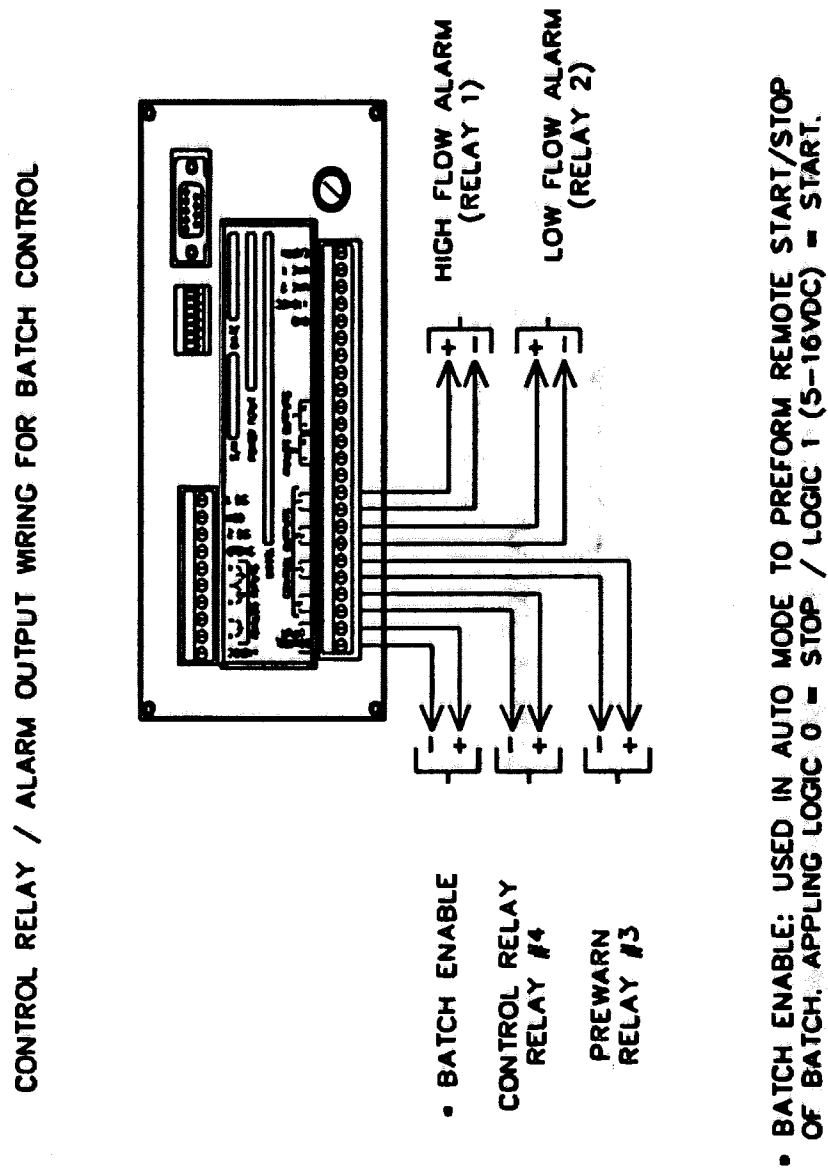 CONTROL RELAY / ALARM OUTPUT WIRING FOR BATCH CONTROL
HIGH FLOW ALARM
(RELAY 1)
LOW FLOW ALARM
(RELAY 2)
+
-
+
-
-
+
-
+
-
+
• BATCH ENABLE
CONTROL RELAY
RELAY #4
PREWARN
RELAY #3
• BATCH ENABLE: USED IN AUTO MODE TO PREFORM REMOTE START/STOP
OF BATCH. APPLING LOGIC 0 = STOP / LOGIC 1 (5-16VDC) = START.